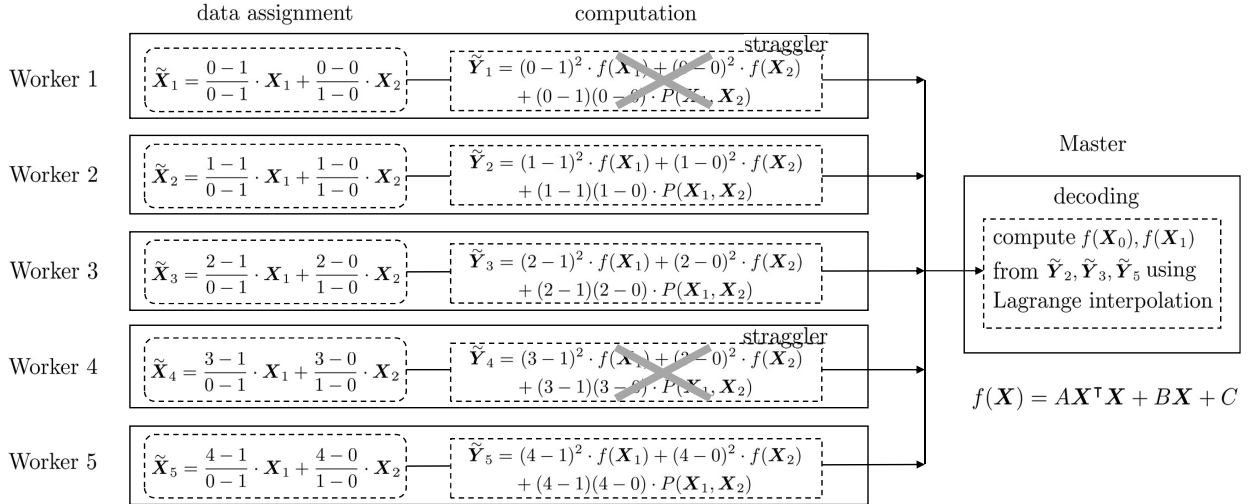 data assignment computation
Worker 1
X̃₁ = (0 − 1)/(0 − 1) · X₁ + (0 − 0)/(1 − 0) · X₂
straggler
Ỹ₁ = (0 − 1)² · f(X₁) + (0 − 0)² · f(X₂)
+ (0 − 1)(0 − 0) · P(X₁, X₂)
Worker 2
X̃₂ = (1 − 1)/(0 − 1) · X₁ + (1 − 0)/(1 − 0) · X₂
Ỹ₂ = (1 − 1)² · f(X₁) + (1 − 0)² · f(X₂)
+ (1 − 1)(1 − 0) · P(X₁, X₂)
Worker 3
X̃₃ = (2 − 1)/(0 − 1) · X₁ + (2 − 0)/(1 − 0) · X₂
Ỹ₃ = (2 − 1)² · f(X₁) + (2 − 0)² · f(X₂)
+ (2 − 1)(2 − 0) · P(X₁, X₂)
Worker 4
X̃₄ = (3 − 1)/(0 − 1) · X₁ + (3 − 0)/(1 − 0) · X₂
straggler
Ỹ₄ = (3 − 1)² · f(X₁) + (3 − 0)² · f(X₂)
+ (3 − 1)(3 − 0) · P(X₁, X₂)
Worker 5
X̃₅ = (4 − 1)/(0 − 1) · X₁ + (4 − 0)/(1 − 0) · X₂
Ỹ₅ = (4 − 1)² · f(X₁) + (4 − 0)² · f(X₂)
+ (4 − 1)(4 − 0) · P(X₁, X₂)
Master
decoding
compute f(X₀), f(X₁)
from Ỹ₂, Ỹ₃, Ỹ₅ using
Lagrange interpolation
f(X) = AX⊤X + BX + C